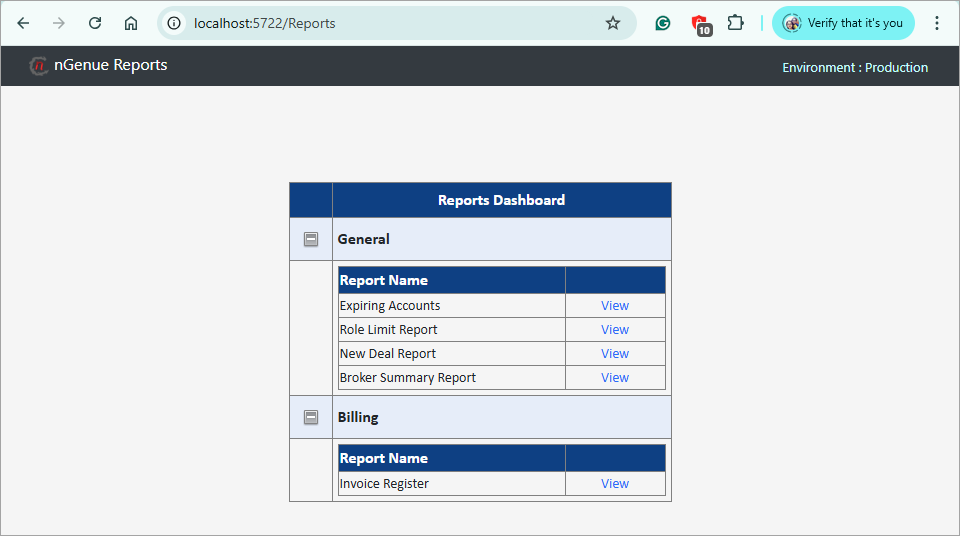 localhost:5722/Reports
10
Verify that it's you
nGenue Reports
Environment : Production
Reports Dashboard
General
Report Name
Expiring Accounts View
Role Limit Report View
New Deal Report View
Broker Summary Report View
Billing
Report Name
Invoice Register View